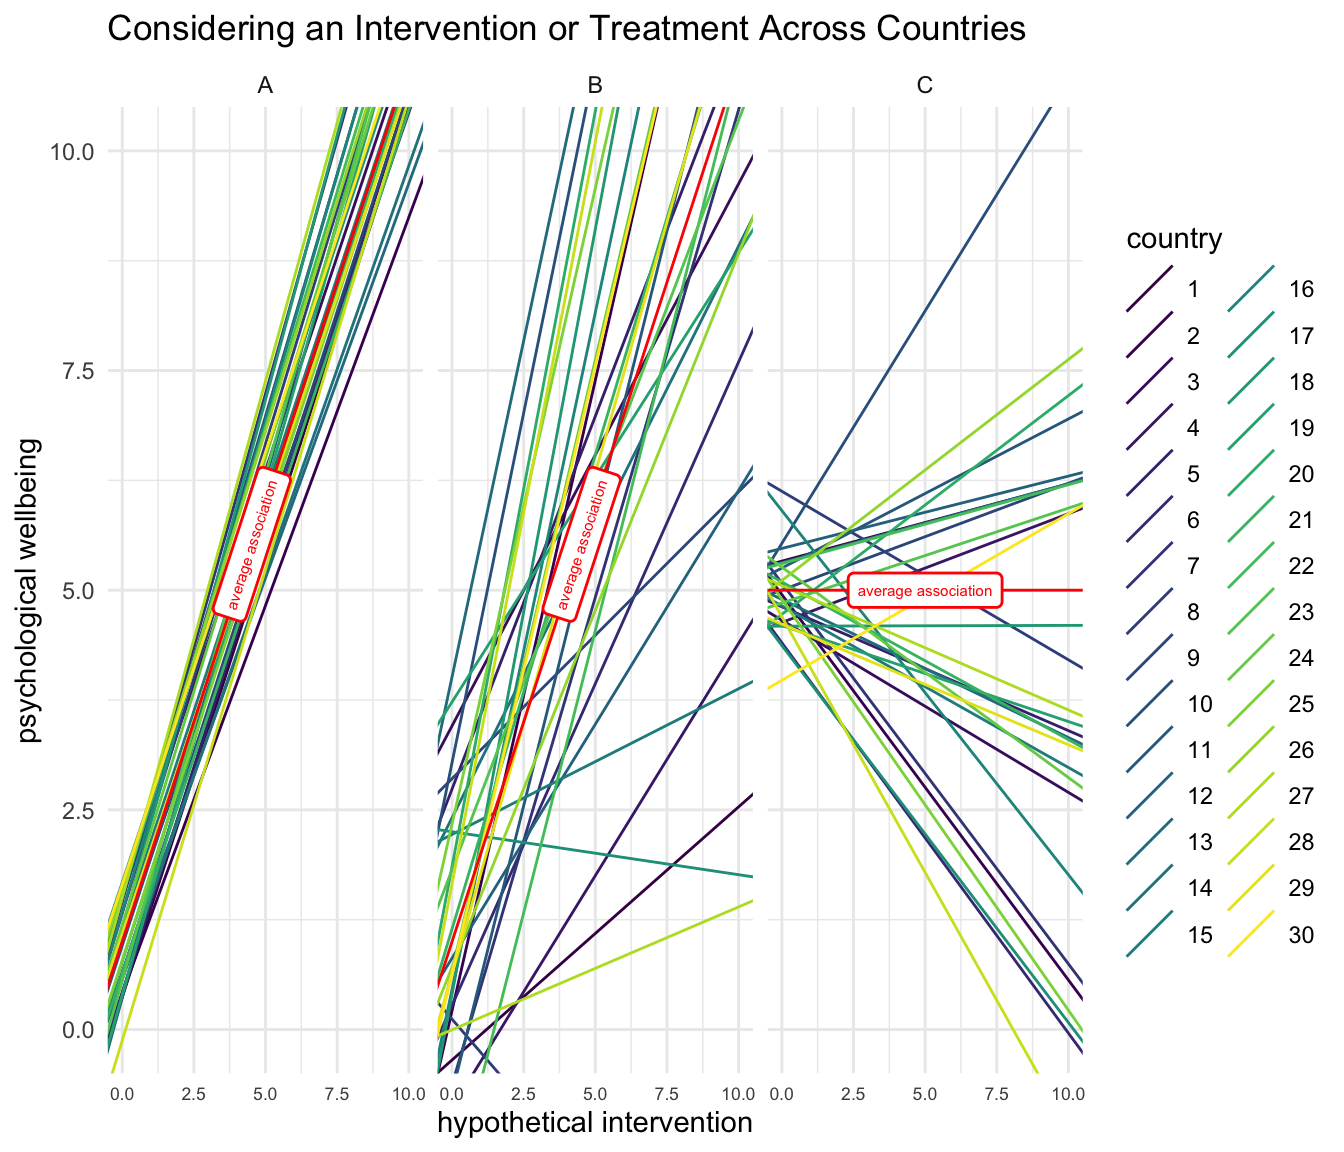 Considering an Intervention or Treatment Across Countries
A B C
psychological wellbeing
10.0
7.5
5.0
2.5
0.0
average association
average association
average association
0.0 2.5 5.0 7.5 10.0 0.0 2.5 5.0 7.5 10.0 0.0 2.5 5.0 7.5 10.0
hypothetical intervention
country
1 16
2 17
3 18
4 19
5 20
6 21
7 22
8 23
9 24
10 25
11 26
12 27
13 28
14 29
15 30